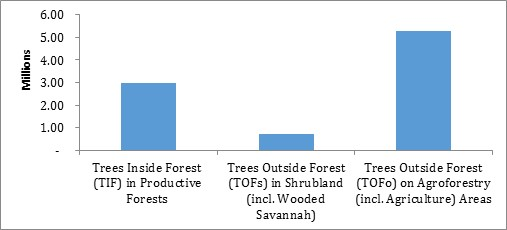 6.00
5.00
4.00
3.00
2.00
1.00
-
Millions
Trees Inside Forest
(TIF) in Productive
Forests
Trees Outside Forest
(TOFs) in Shrubland
(incl. Wooded
Savannah)
Trees Outside Forest
(TOFo) on Agroforestry
(incl. Agriculture) Areas